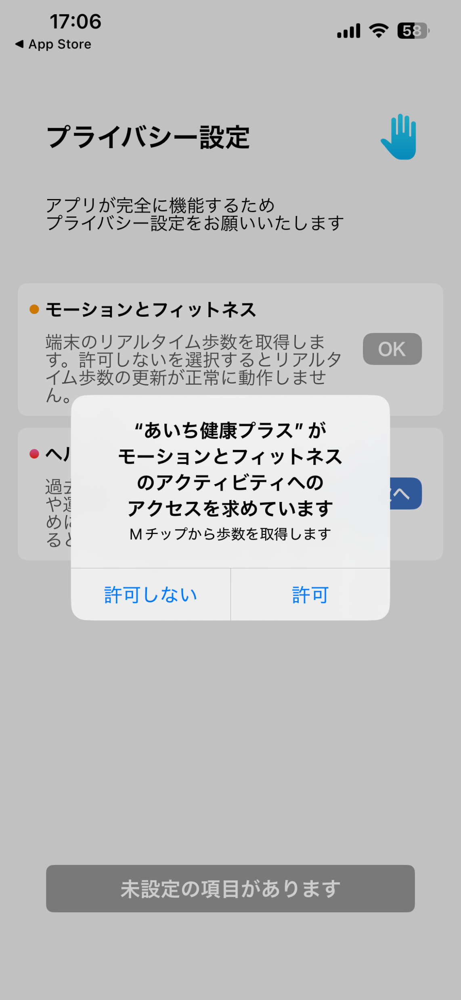 17:06
58
◀ App Store
プライバシー設定
アプリが完全に機能するため
プライバシー設定をお願いいたします
モーションとフィットネス
端末のリアルタイム歩数を取得しま
す。許可しないを選択するとリアルタ
イム歩数の更新が正常に動作しませ
ん。
OK
“あいち健康プラス” が
モーションとフィットネス
のアクティビティへの
アクセスを求めています
M チップから歩数を取得します
許可しない
許可
ヘル
過去
や運
めに
ると
へ
未設定の項目があります